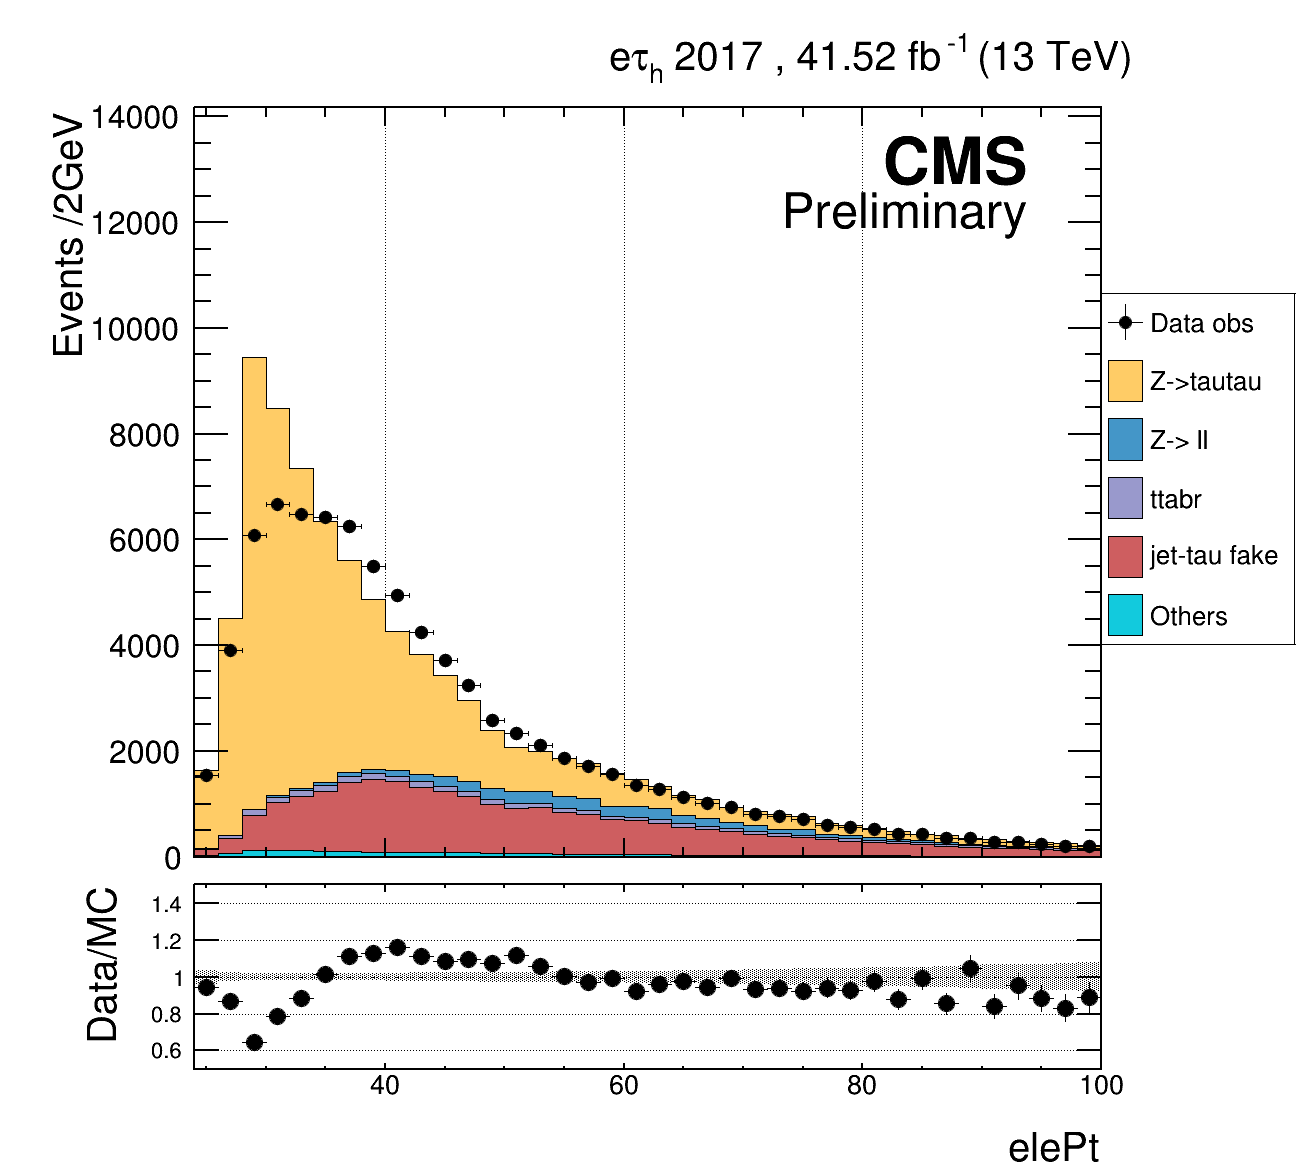 eτh 2017 , 41.52 fb-1 (13 TeV)
CMS
Preliminary
Events /2GeV
14000
12000
10000
8000
6000
4000
2000
0
Data obs
Z->tautau
Z-> ll
ttabr
jet-tau fake
Others
Data/MC
1.4
1.2
1
0.8
0.6
40 60 80 100
elePt